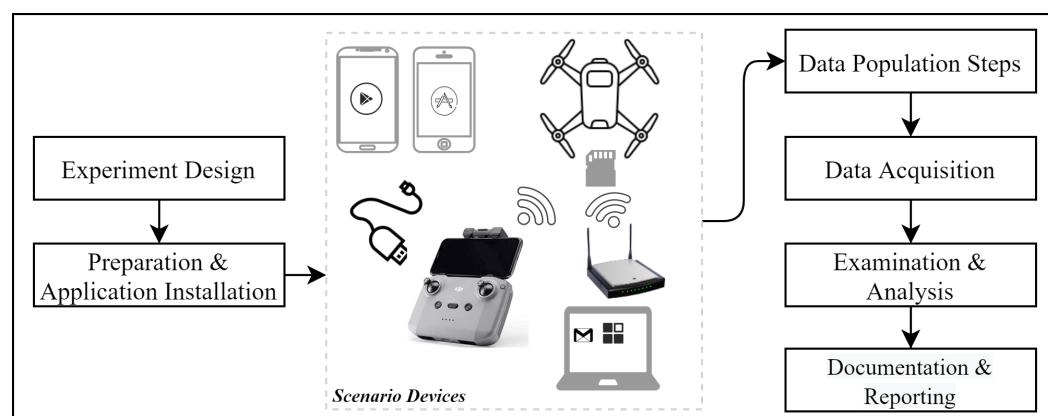 Experiment Design
Preparation &
Application Installation
Scenario Devices
Data Population Steps
Data Acquisition
Examination &
Analysis
Documentation &
Reporting